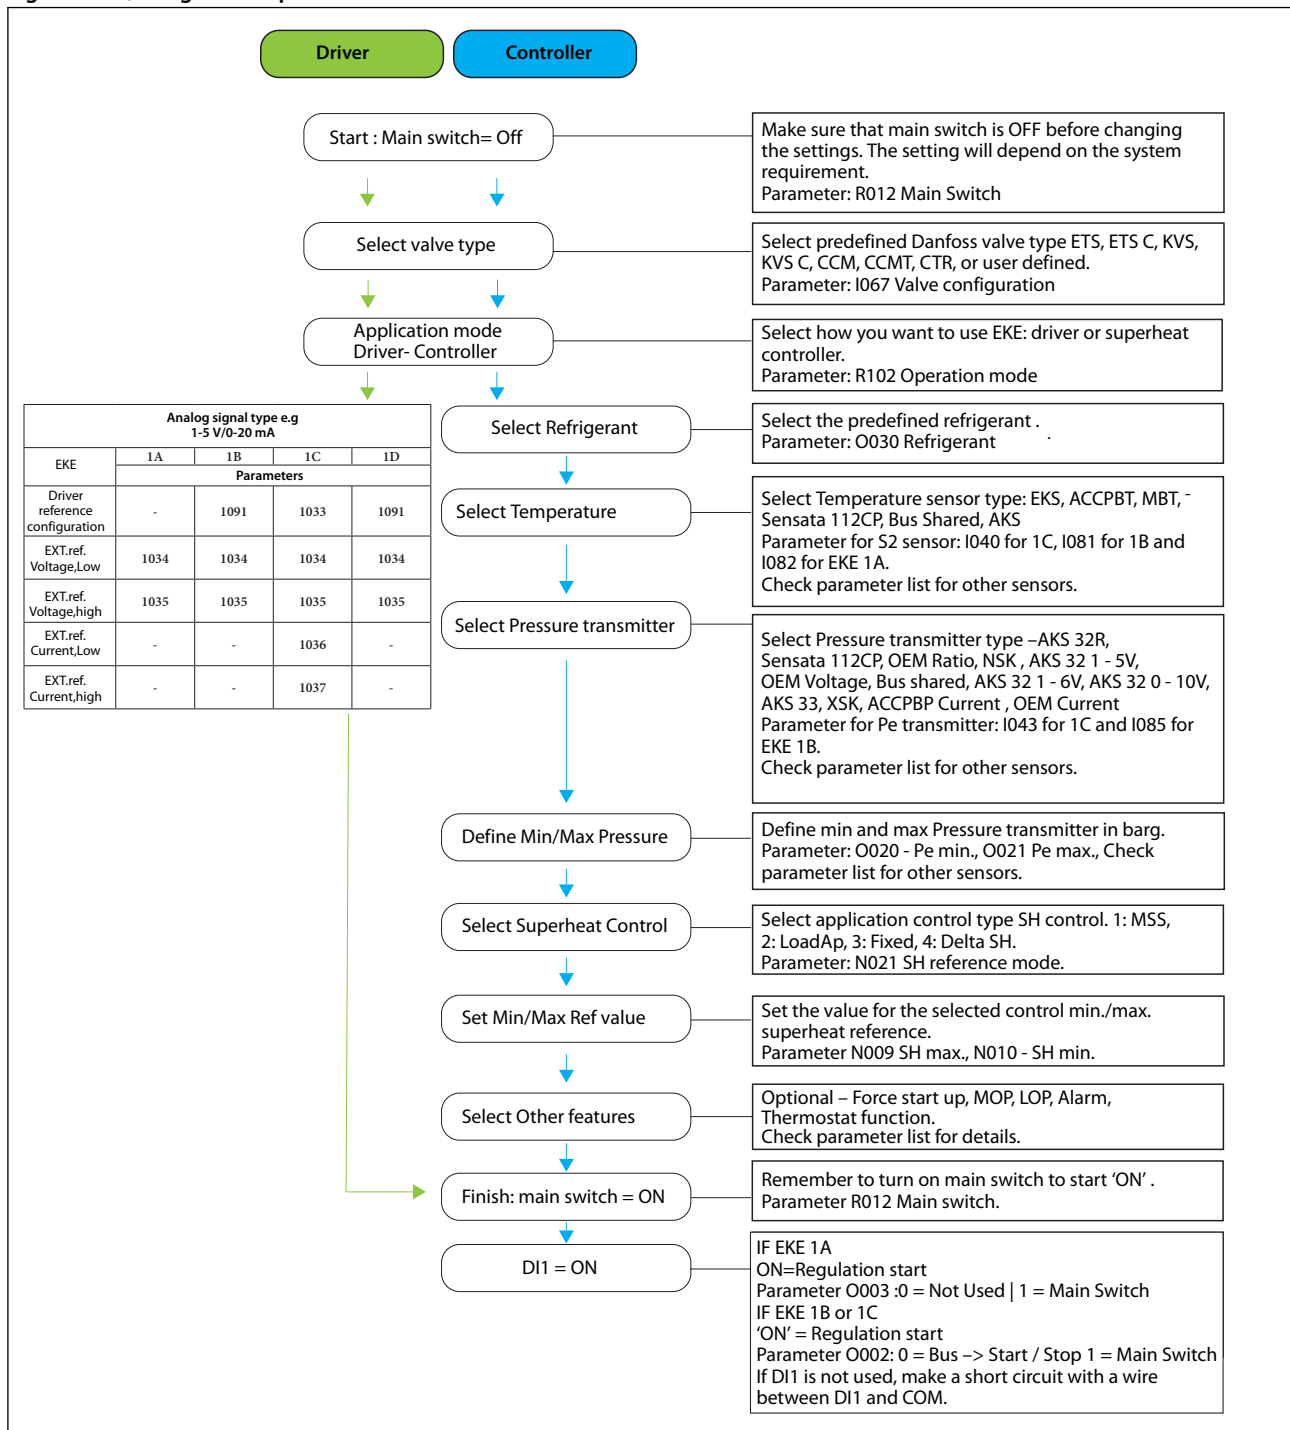 Driver
Controller
Start : Main switch= Off
Make sure that main switch is OFF before changing
the settings. The setting will depend on the system
requirement.
Parameter: R012 Main Switch
Select valve type
Select predefined Danfoss valve type ETS, ETS C, KVS,
KVS C, CCM, CCMT, CTR, or user defined.
Parameter: I067 Valve configuration
Application mode
Driver- Controller
Select how you want to use EKE: driver or superheat
controller.
Parameter: R102 Operation mode
Analog signal type e.g
1-5 V/0-20 mA
EKE 1A 1B 1C 1D
Parameters
Driver
reference
configuration
- 1091 1033 1091
EXT.ref.
Voltage,Low
1034 1034 1034 1034
EXT.ref.
Voltage,high
1035 1035 1035 1035
EXT.ref.
Current,Low
- - 1036 -
EXT.ref.
Current,high
- - 1037 -
Select Refrigerant
Select the predefined refrigerant .
Parameter: O030 Refrigerant
Select Temperature
Select Temperature sensor type: EKS, ACCPBT, MBT, -
Sensata 112CP, Bus Shared, AKS
Parameter for S2 sensor: I040 for 1C, I081 for 1B and
I082 for EKE 1A.
Check parameter list for other sensors.
Select Pressure transmitter
Select Pressure transmitter type –AKS 32R,
Sensata 112CP, OEM Ratio, NSK , AKS 32 1 - 5V,
OEM Voltage, Bus shared, AKS 32 1 - 6V, AKS 32 0 - 10V,
AKS 33, XSK, ACCPBP Current , OEM Current
Parameter for Pe transmitter: I043 for 1C and I085 for
EKE 1B.
Check parameter list for other sensors.
Define Min/Max Pressure
Define min and max Pressure transmitter in barg.
Parameter: O020 - Pe min., O021 Pe max., Check
parameter list for other sensors.
Select Superheat Control
Select application control type SH control. 1: MSS,
2: LoadAp, 3: Fixed, 4: Delta SH.
Parameter: N021 SH reference mode.
Set Min/Max Ref value
Set the value for the selected control min./max.
superheat reference.
Parameter N009 SH max., N010 - SH min.
Select Other features
Optional – Force start up, MOP, LOP, Alarm,
Thermostat function.
Check parameter list for details.
Finish: main switch = ON
Remember to turn on main switch to start ‘ON’ .
Parameter R012 Main switch.
DI1 = ON
IF EKE 1A
ON=Regulation start
Parameter O003 :0 = Not Used | 1 = Main Switch
IF EKE 1B or 1C
‘ON’ = Regulation start
Parameter O002: 0 = Bus –> Start / Stop 1 = Main Switch
If DI1 is not used, make a short circuit with a wire
between DI1 and COM.